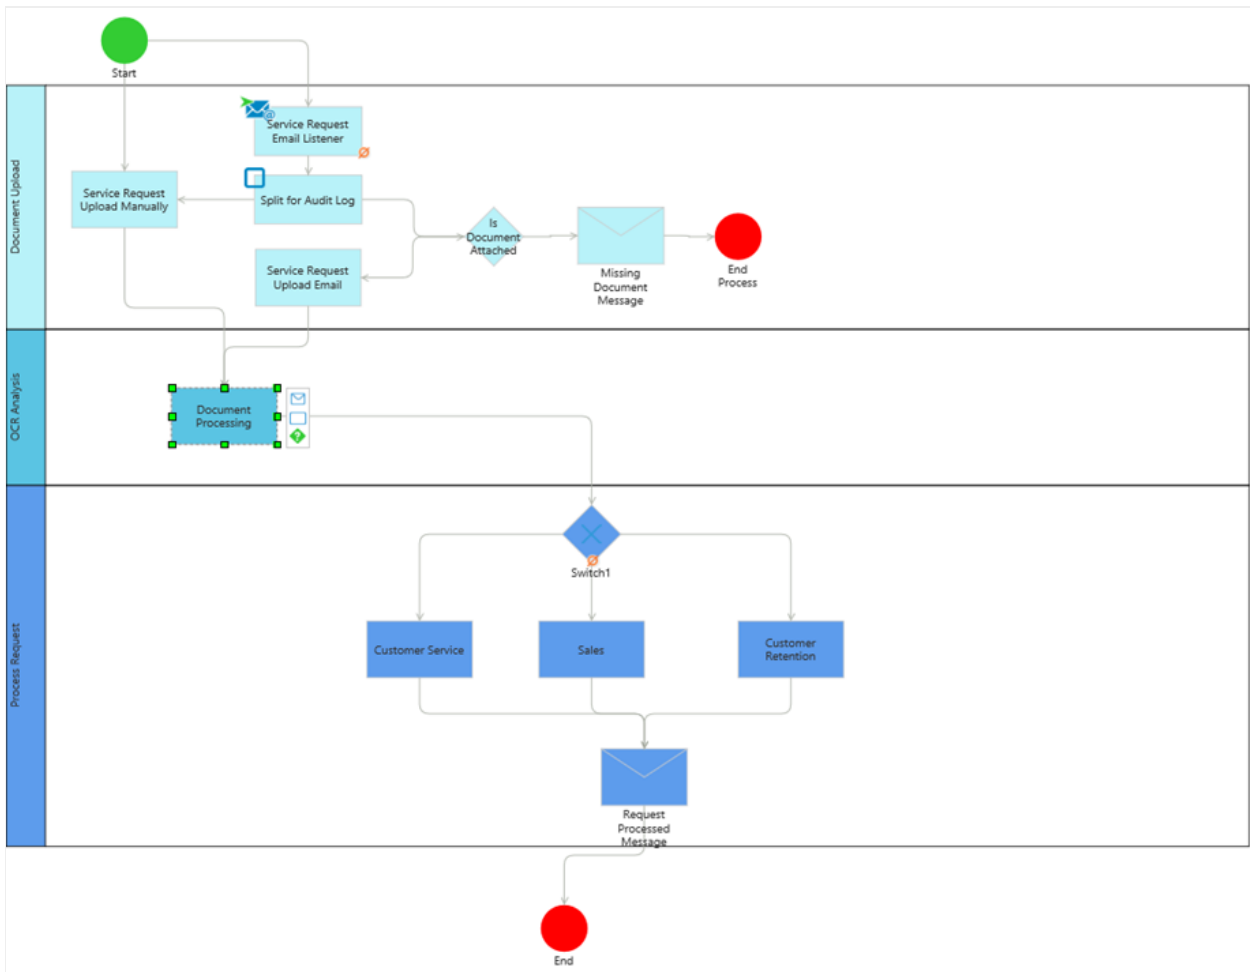 Start
Document Upload
Service Request
Email Listener
Service Request
Upload Manually
Split for Audit Log
Is
Document
Attached
Service Request
Upload Email
Missing
Document
Message
End
Process
OCR Analysis
Document
Processing
Process Request
Switch1
Customer Service
Sales
Customer
Retention
Request
Processed
Message
End